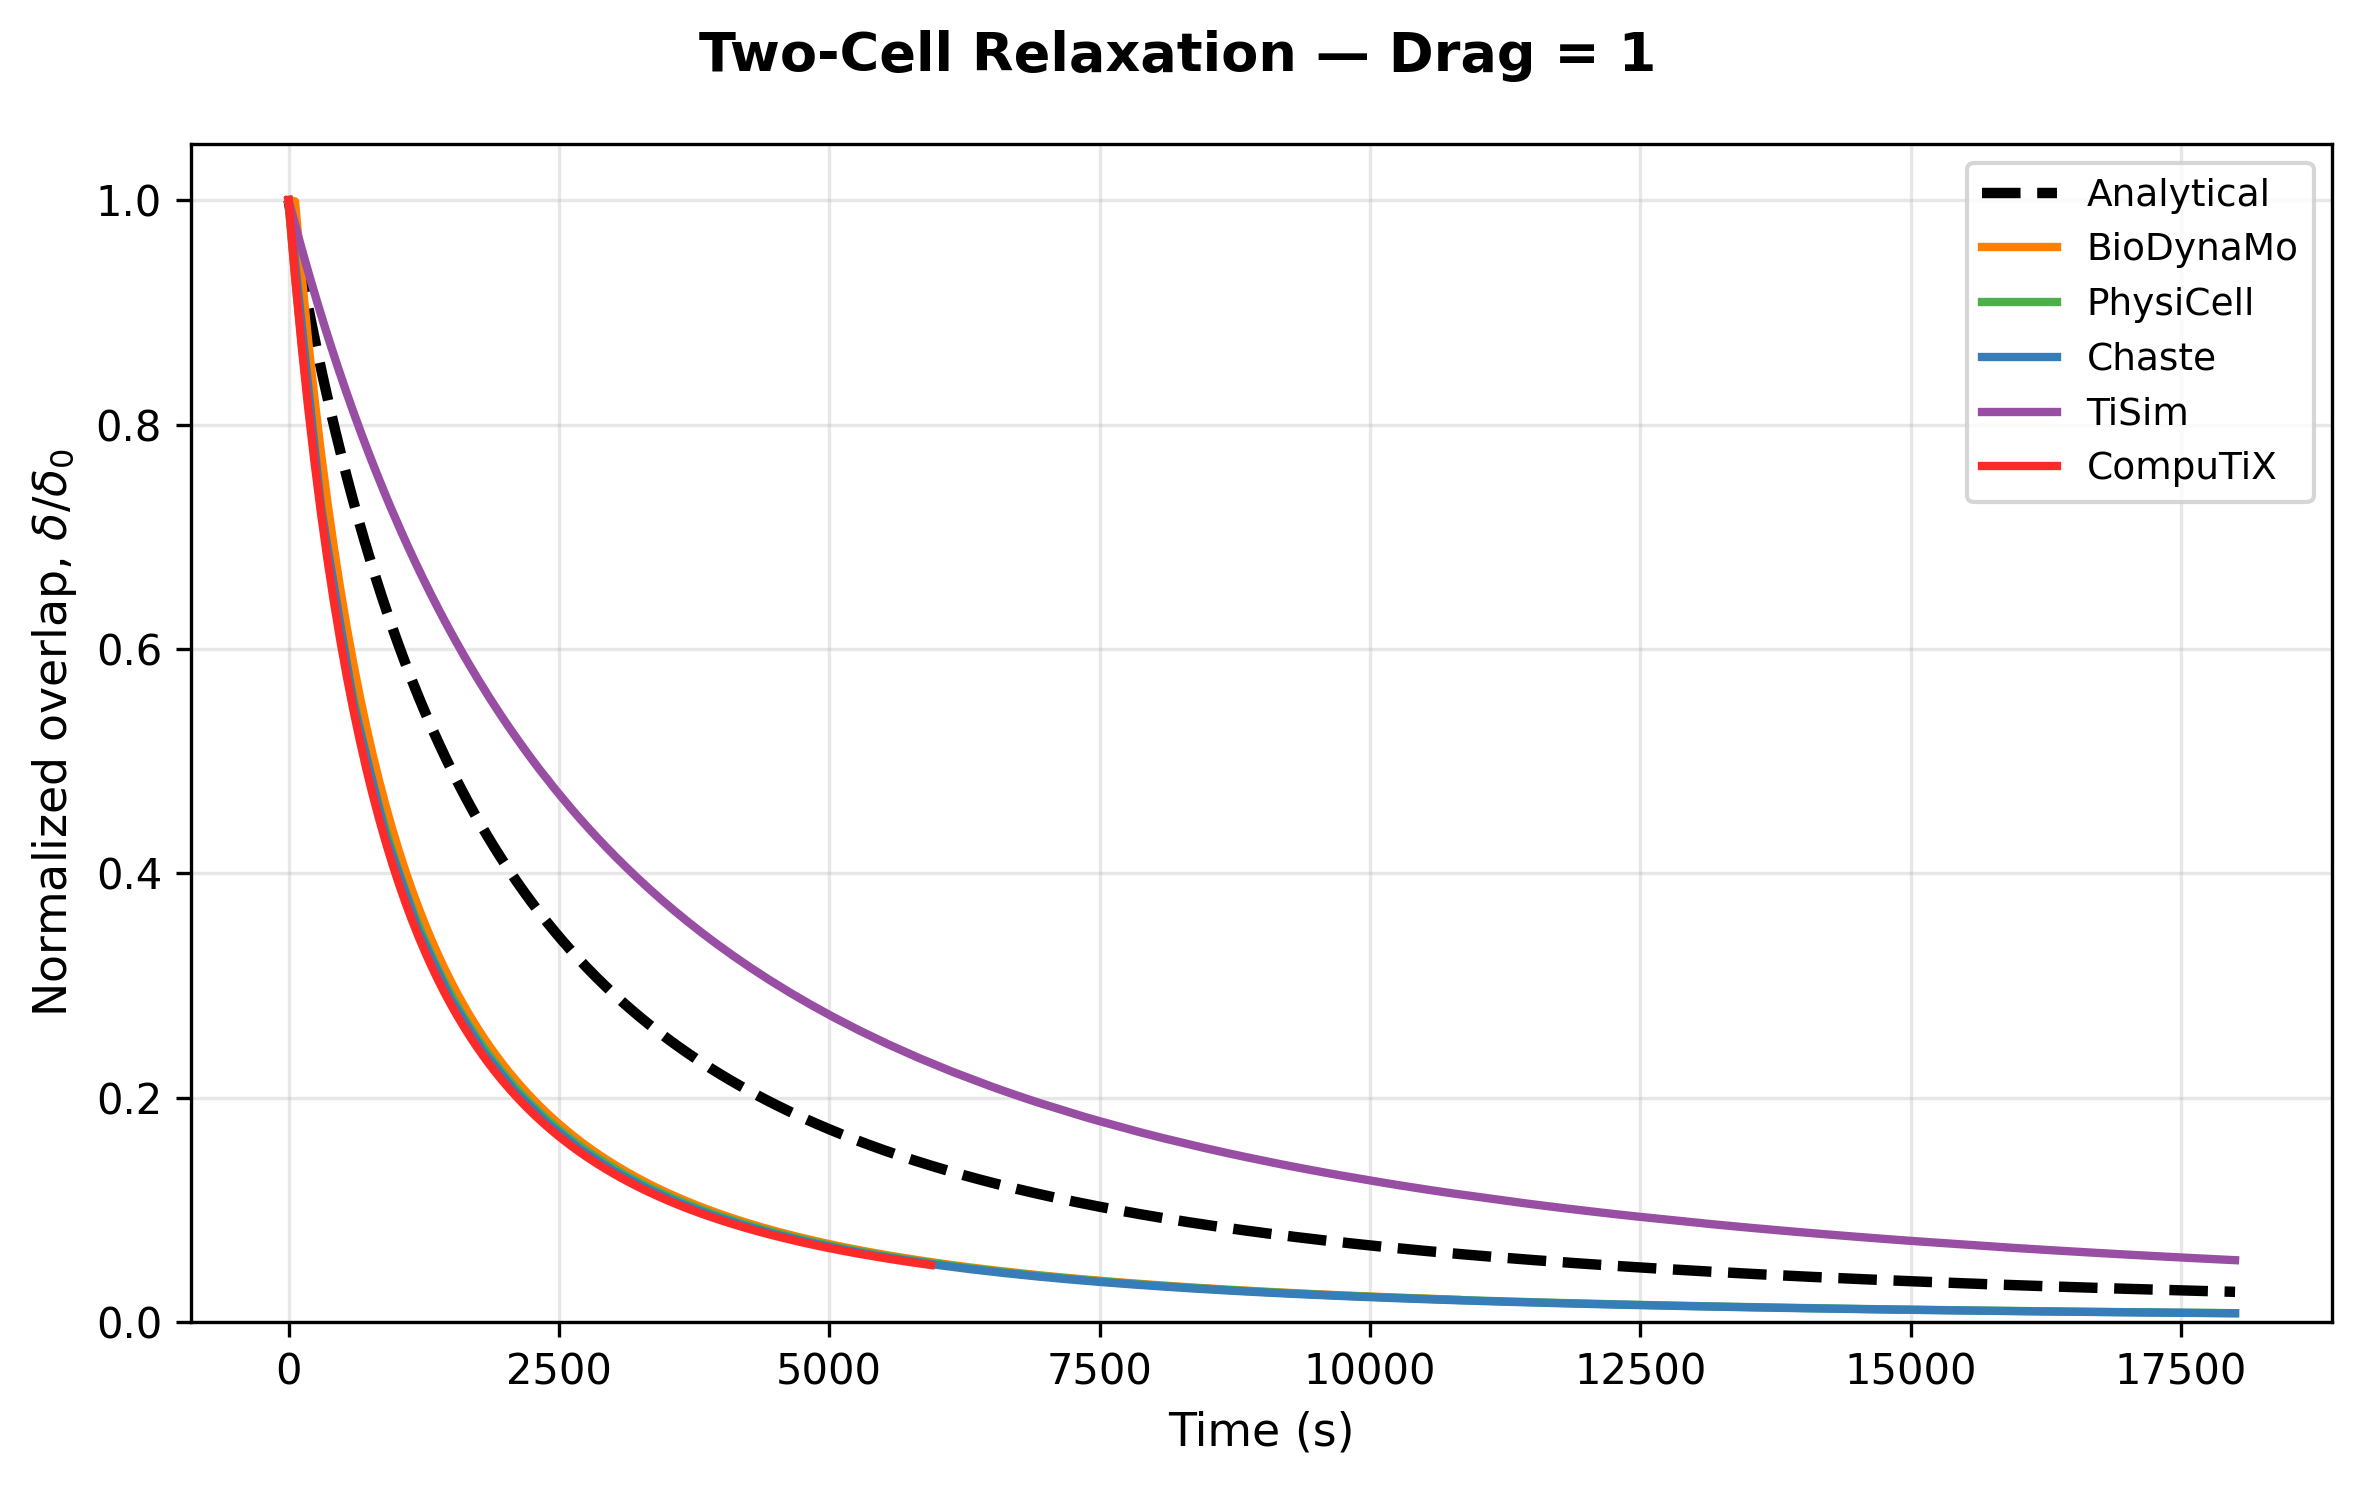 Two-Cell Relaxation — Drag = 1
Normalized overlap, δ/δ₀
1.0
0.8
0.6
0.4
0.2
0.0
Analytical
BioDynaMo
PhysiCell
Chaste
TiSim
CompuTiX
0 2500 5000 7500 10000 12500 15000 17500
Time (s)